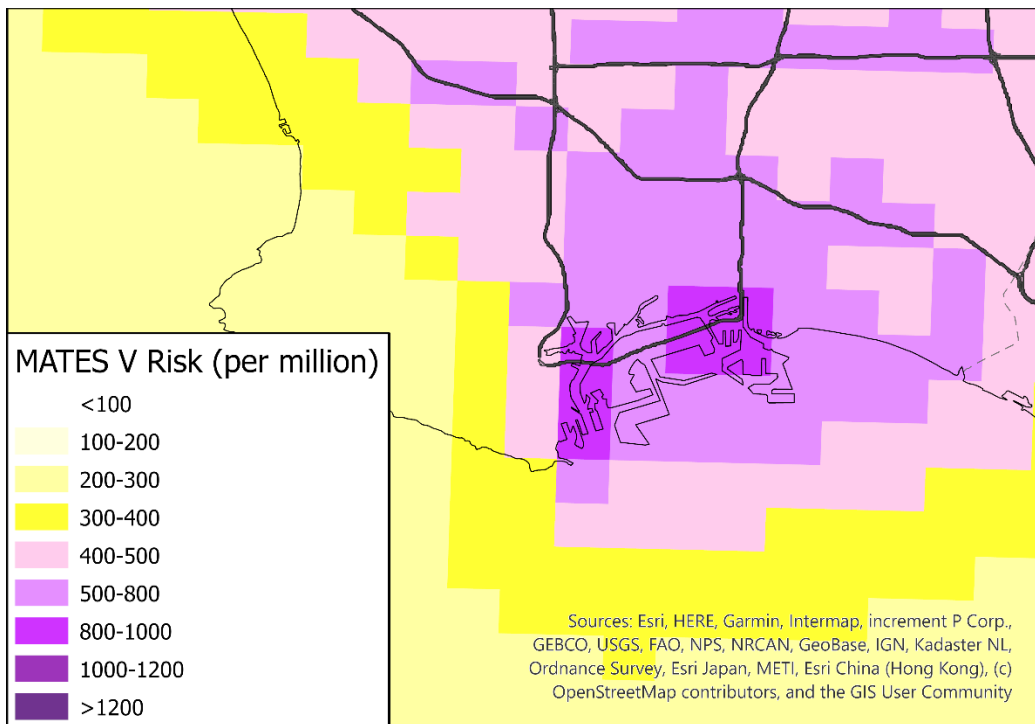 MATES V Risk (per million)
<100
100-200
200-300
300-400
400-500
500-800
800-1000
1000-1200
>1200
Sources: Esri, HERE, Garmin, Intermap, increment P Corp.,
GEBCO, USGS, FAO, NPS, NRCAN, GeoBase, IGN, Kadaster NL,
Ordnance Survey, Esri Japan, METI, Esri China (Hong Kong), (c)
OpenStreetMap contributors, and the GIS User Community